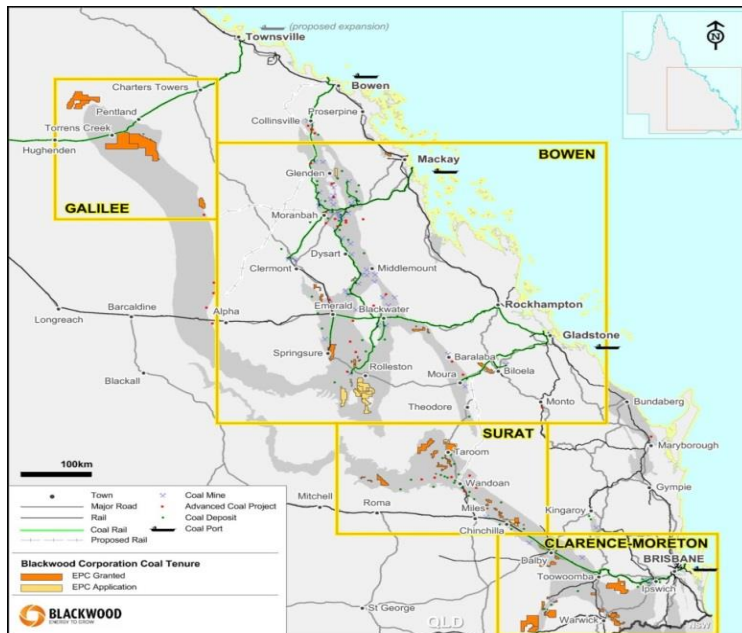 (proposed expansion)
Townsville
N
Charters Towers
Bowen
Pentland
Proserpine
Collinsville
Torrens Creek
Hughenden
Mackay
BOWEN
Glenden
GALILEE
Moranbah
Dysart
Clermont
Middlemount
Rockhampton
Barcaldine
Emerald
Blackwater
Longreach
Alpha
Gladstone
Springsure
Baralaba
Rolleston
Moura
Biloela
Blackall
Theodore
Monto
Bundaberg
SURAT
Taroom
Maryborough
100km
Wandoan
Gympie
Mitchell
Roma
Miles
Kingaroy
Chinchilla
Town
Coal Mine
Major Road
Advanced Coal Project
Rail
Coal Deposit
Coal Rail
Coal Port
Proposed Rail
CLARENCE-MORETON
Dalby
BRISBANE
Blackwood Corporation Coal Tenure
EPC Granted
EPC Application
Toowoomba
Ipswich
BLACKWOOD
ENERGY TO GROW
St George
QLD
Warwick
NSW